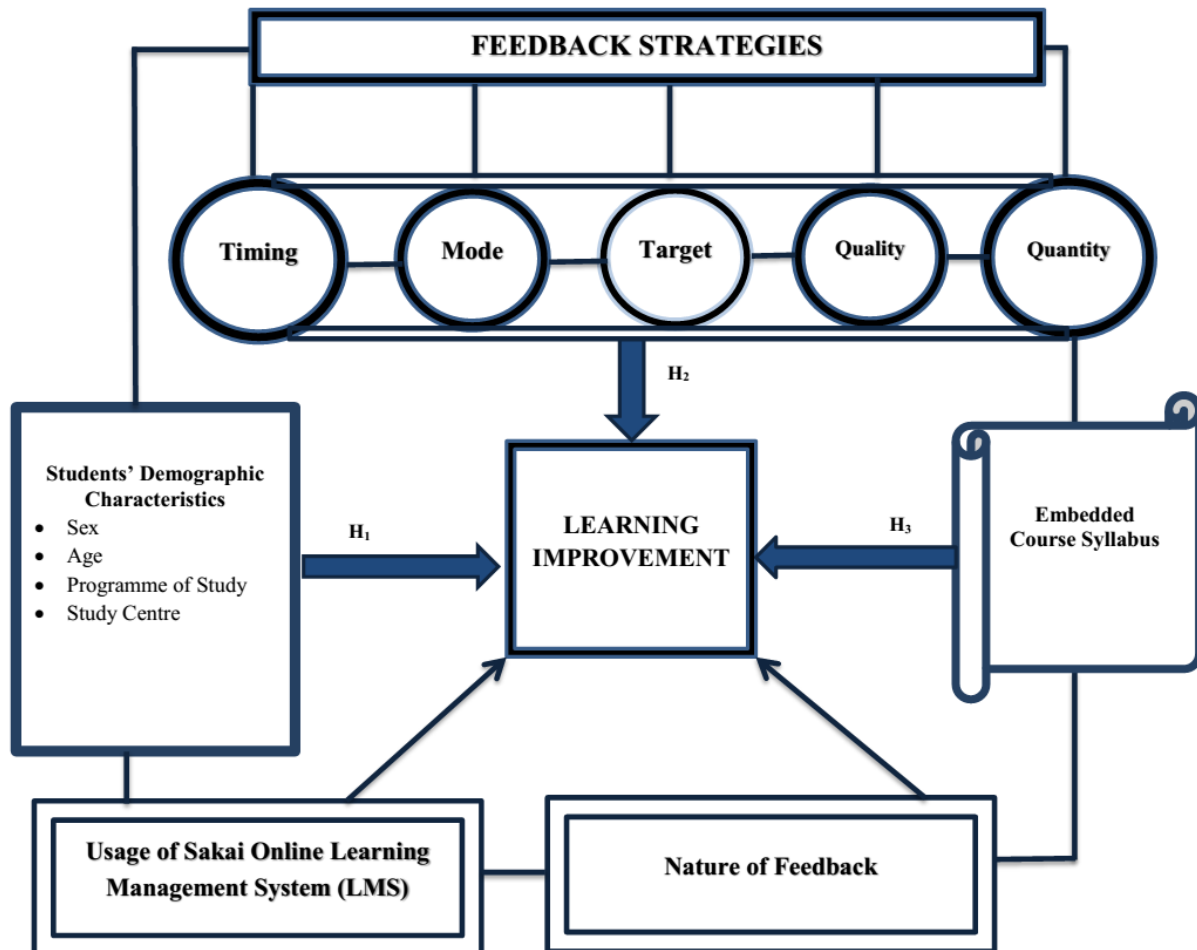 FEEDBACK STRATEGIES
Timing
Mode
Target
Quality
Quantity
H₂
Students’ Demographic
Characteristics
• Sex
• Age
• Programme of Study
• Study Centre
H₁
LEARNING
IMPROVEMENT
H₃
Embedded
Course Syllabus
Usage of Sakai Online Learning
Management System (LMS)
Nature of Feedback